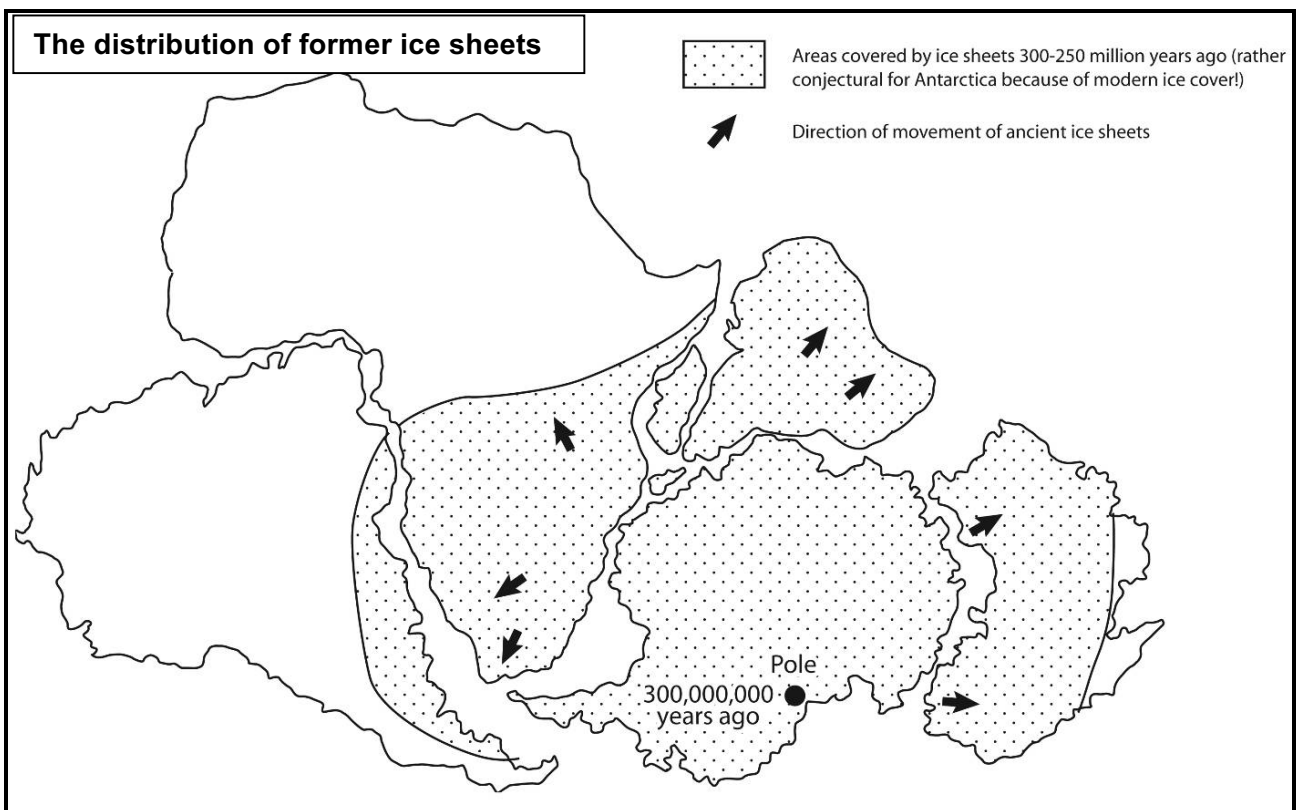 The distribution of former ice sheets
Areas covered by ice sheets 300-250 million years ago (rather
conjectural for Antarctica because of modern ice cover!)
Direction of movement of ancient ice sheets
Pole
300,000,000
years ago